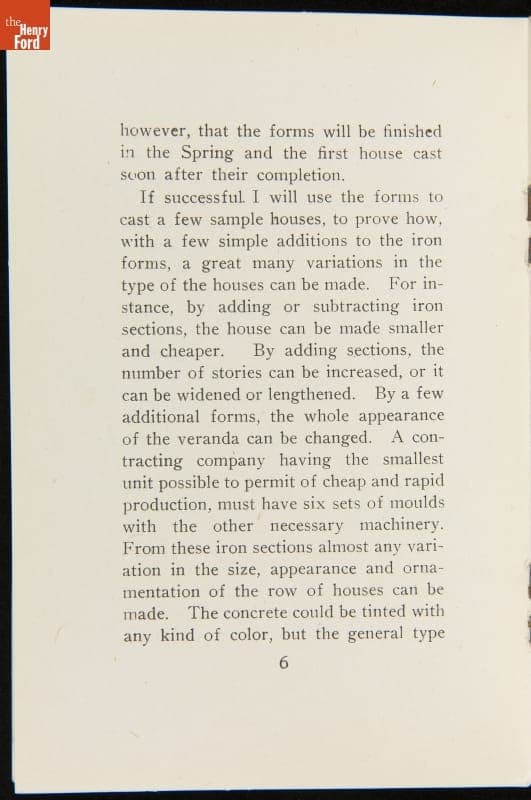 the
Henry
Ford
however, that the forms will be finished
in the Spring and the first house cast
soon after their completion.
If successful I will use the forms to
cast a few sample houses, to prove how,
with a few simple additions to the iron
forms, a great many variations in the
type of the houses can be made. For in-
stance, by adding or subtracting iron
sections, the house can be made smaller
and cheaper. By adding sections, the
number of stories can be increased, or it
can be widened or lengthened. By a few
additional forms, the whole appearance
of the veranda can be changed. A con-
tracting company having the smallest
unit possible to permit of cheap and rapid
production, must have six sets of moulds
with the other necessary machinery.
From these iron sections almost any vari-
ation in the size, appearance and orna-
mentation of the row of houses can be
made. The concrete could be tinted with
any kind of color, but the general type
6